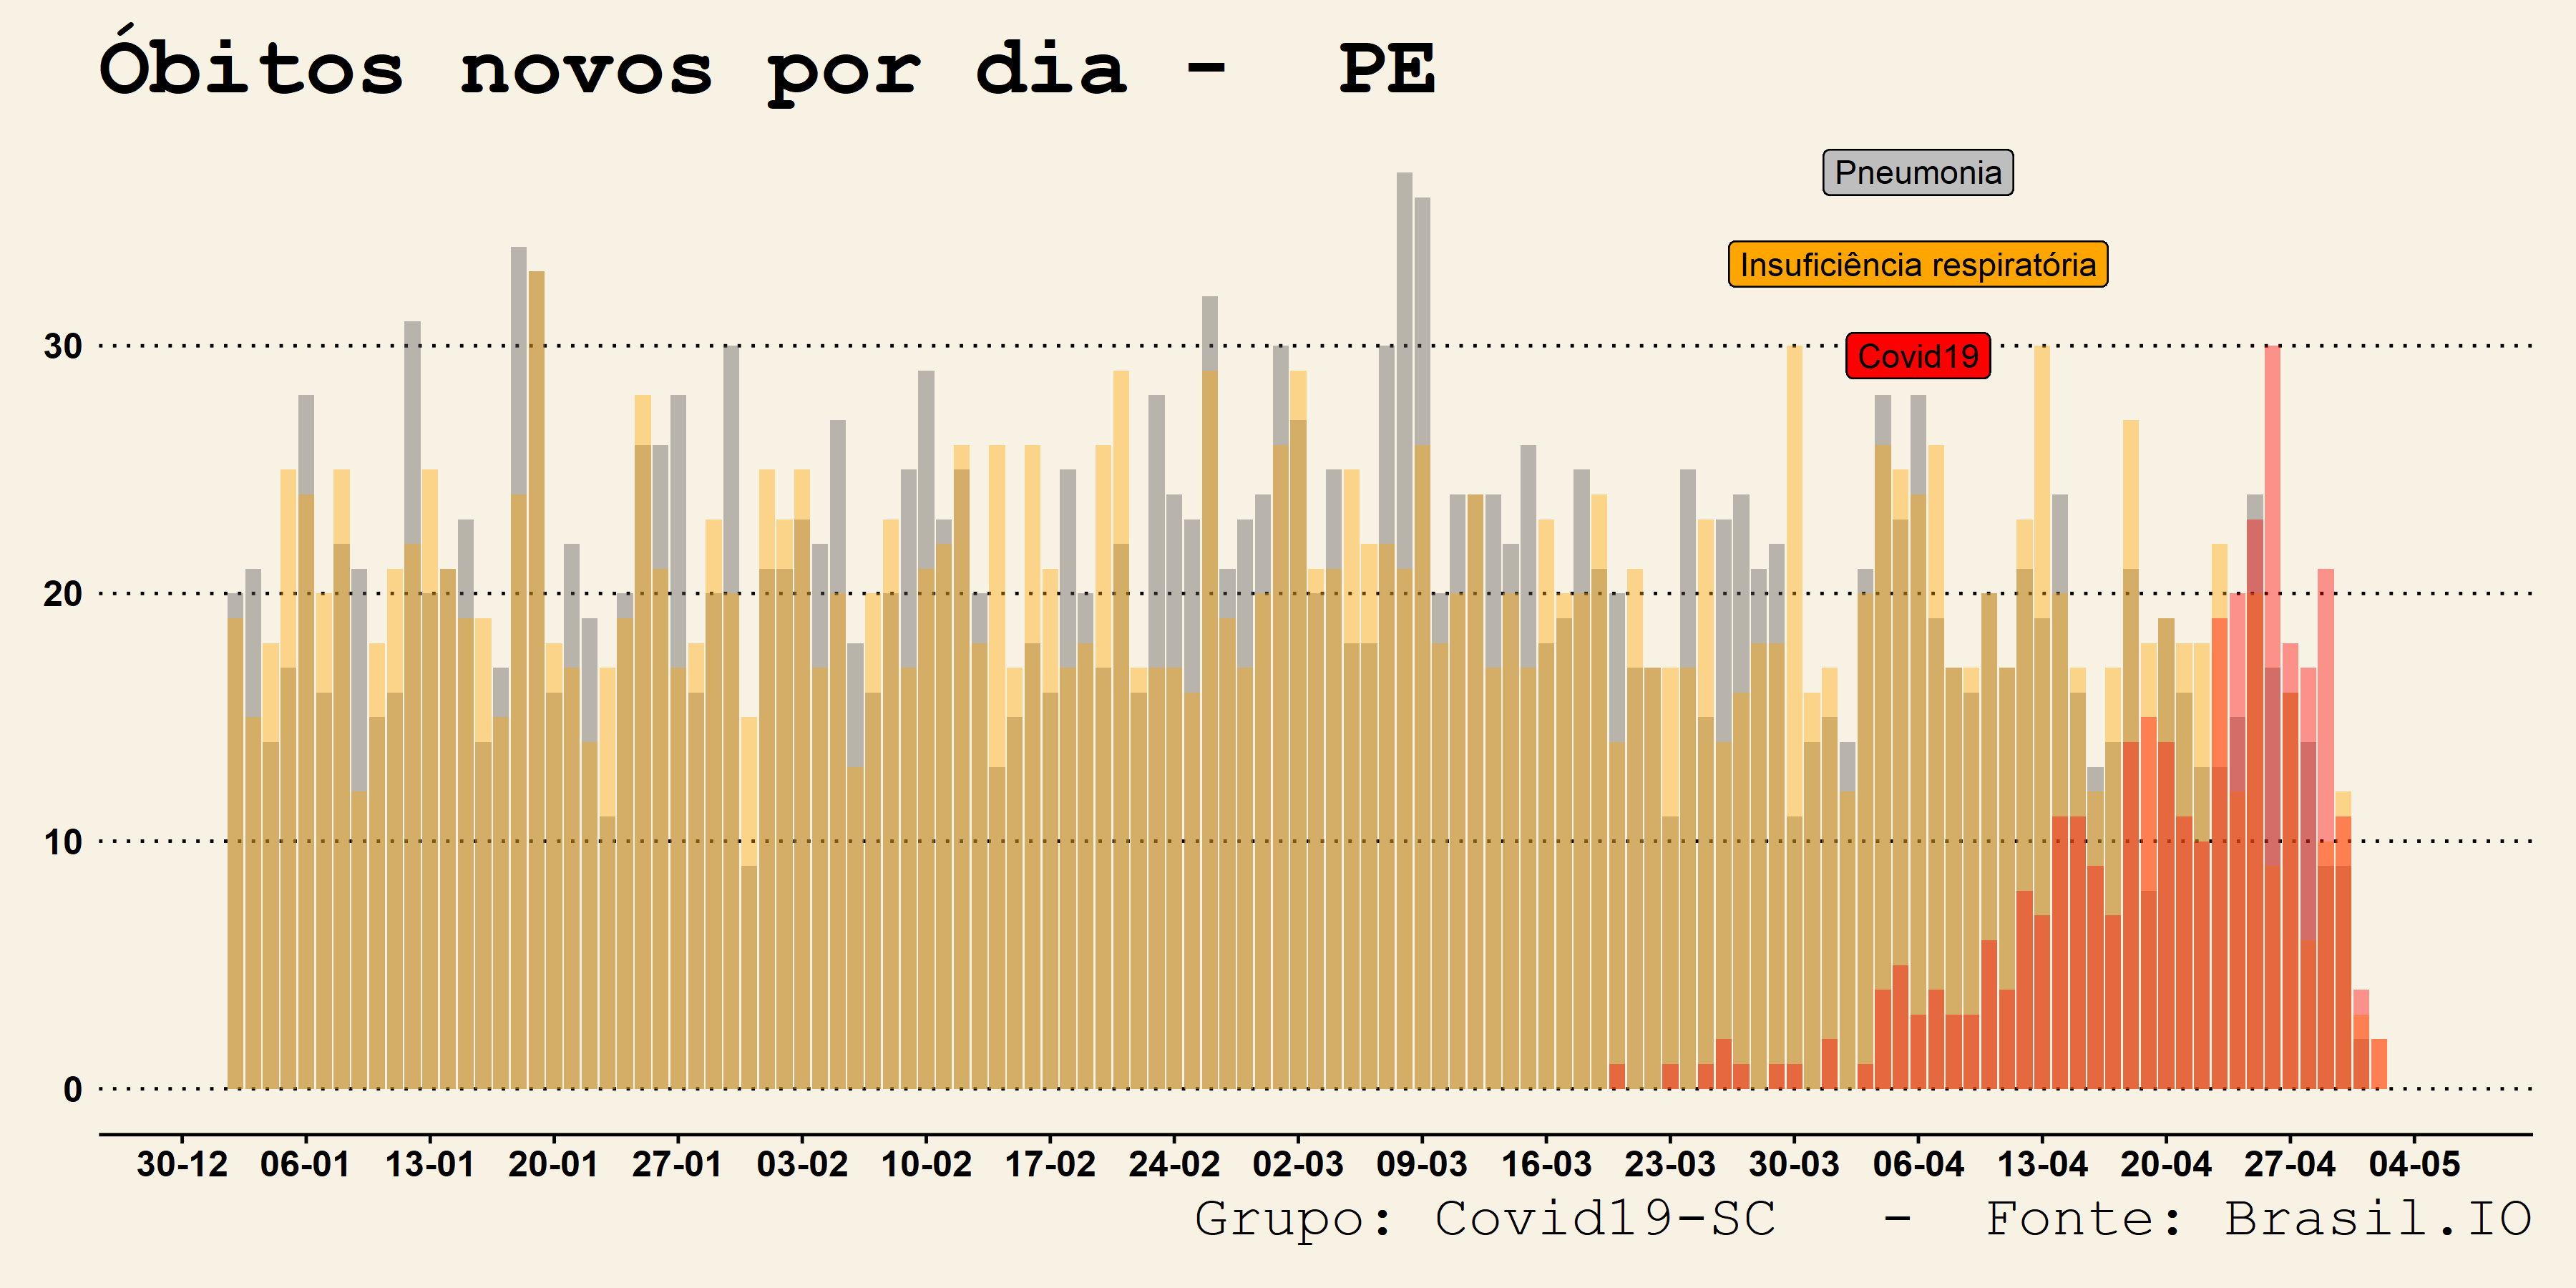 Óbitos novos por dia -  PE
Pneumonia
Insuficiência respiratória
Covid19
30
20
10
0
30-12 06-01 13-01 20-01 27-01 03-02 10-02 17-02 24-02 02-03 09-03 16-03 23-03 30-03 06-04 13-04 20-04 27-04 04-05
Grupo: Covid19-SC  -  Fonte: Brasil.IO